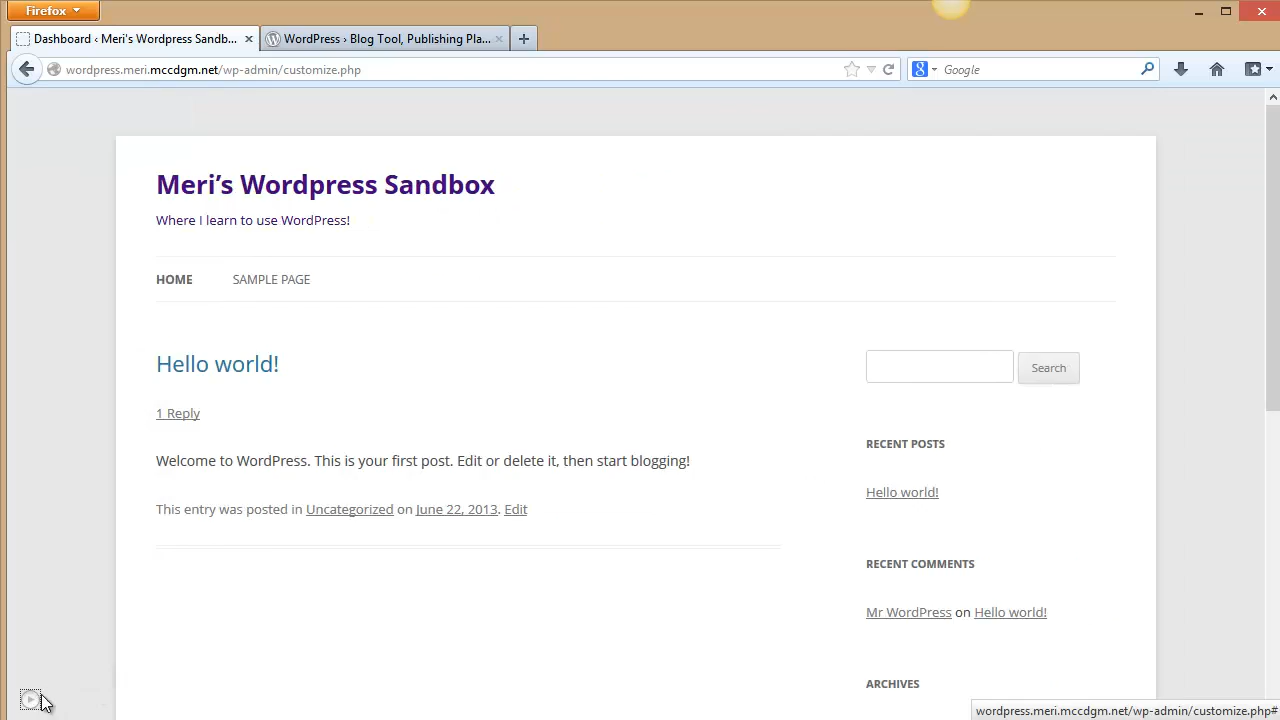 Firefox
Dashboard ‹ Meri's Wordpress Sandb...
WordPress › Blog Tool, Publishing Pla...
wordpress.meri.mccdgm.net/wp-admin/customize.php
Google
Meri's Wordpress Sandbox
Where I learn to use WordPress!
HOME SAMPLE PAGE
Hello world!
1 Reply
Welcome to WordPress. This is your first post. Edit or delete it, then start blogging!
This entry was posted in Uncategorized on June 22, 2013. Edit
Search
RECENT POSTS
Hello world!
RECENT COMMENTS
Mr WordPress on Hello world!
ARCHIVES
wordpress.meri.mccdgm.net/wp-admin/customize.php#